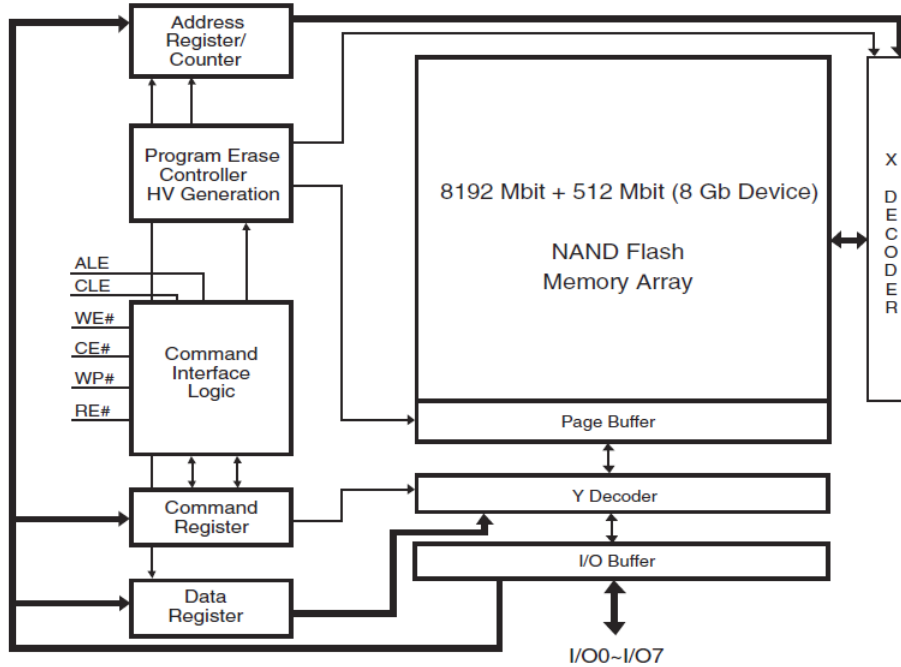 Address
Register/
Counter
Program Erase
Controller
HV Generation
ALE
CLE
WE#
CE#
WP#
RE#
Command
Interface
Logic
Command
Register
Data
Register
8192 Mbit + 512 Mbit (8 Gb Device)
NAND Flash
Memory Array
Page Buffer
Y Decoder
I/O Buffer
I/O0~I/O7
X
D
E
C
O
D
E
R